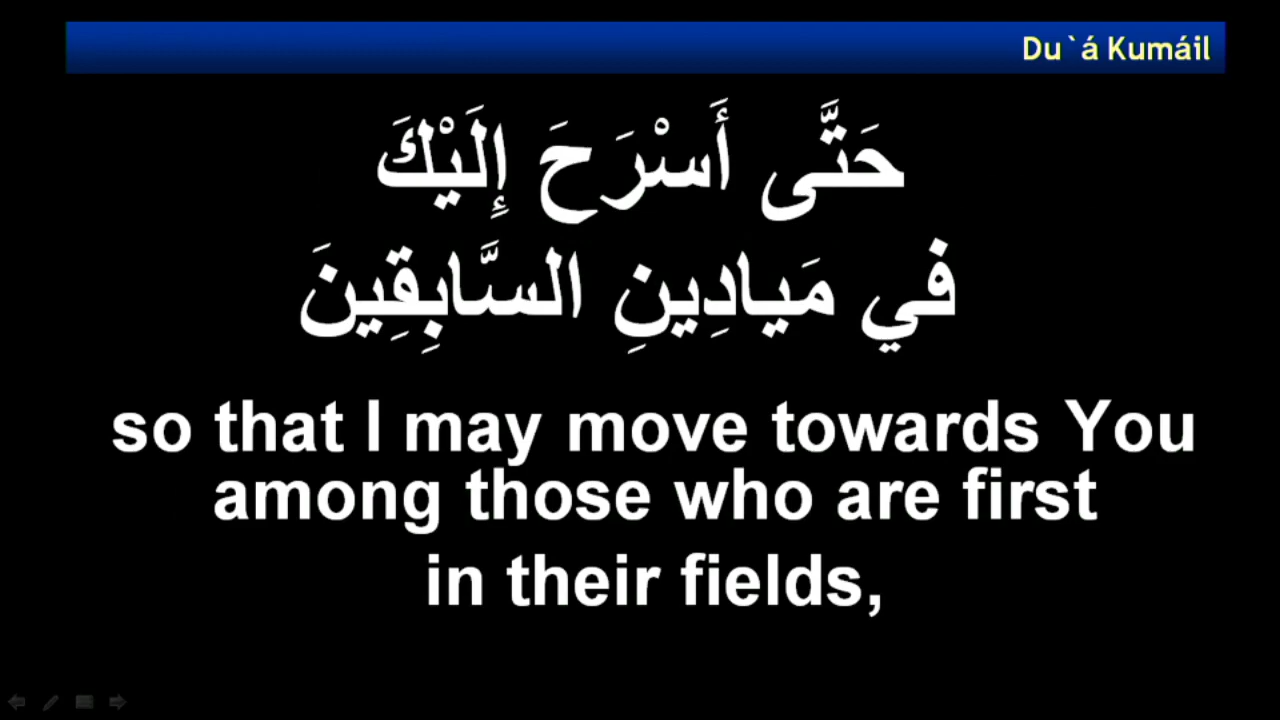 Du`á Kumáil
حَتَّى أَسْرَحَ إِلَيْكَ
في مَيادِينِ السَّابِقِينَ
so that I may move towards You
among those who are first
in their fields,